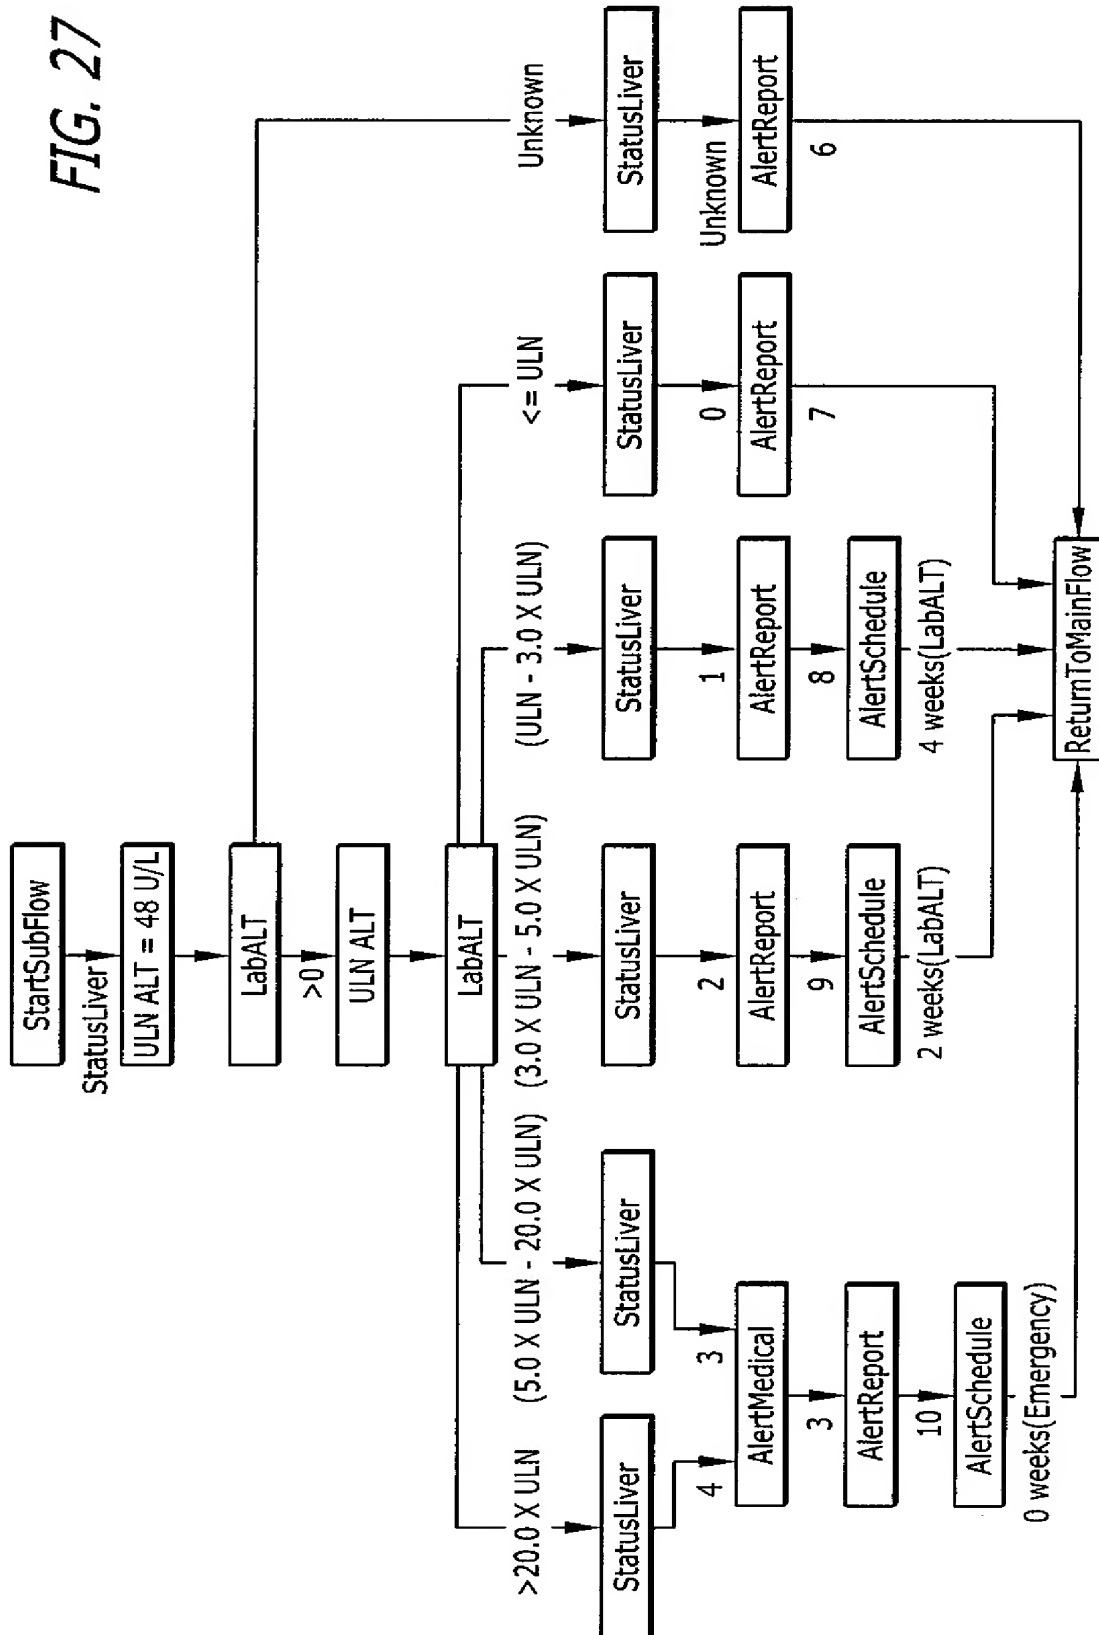 FIG. 27
StartSubFlow
StatusLiver
ULN ALT = 48 U/L
LabALT
>0
ULN ALT
LabALT
>20.0 X ULN
(5.0 X ULN - 20.0 X ULN)
(3.0 X ULN - 5.0 X ULN)
(ULN - 3.0 X ULN)
<= ULN
Unknown
StatusLiver
StatusLiver
StatusLiver
StatusLiver
StatusLiver
StatusLiver
4
3
2
1
0
Unknown
AlertMedical
AlertReport
AlertReport
AlertReport
AlertReport
3
9
8
7
6
AlertReport
AlertSchedule
AlertSchedule
10
2 weeks(LabALT)
4 weeks(LabALT)
AlertSchedule
0 weeks(Emergency)
ReturnToMainFlow